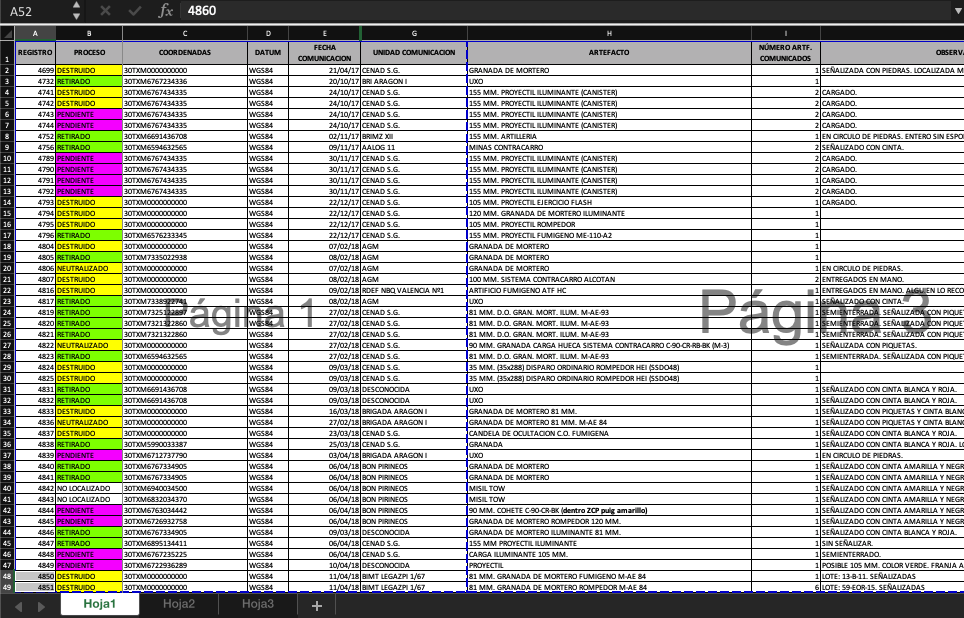 A52 fx 4860
A B C D E G H I
1 REGISTRO PROCESO COORDENADAS DATUM FECHA COMUNICACION UNIDAD COMUNICACION ARTEFACTO NÚMERO ARTF. COMUNICADOS OBSERVA
2 4699 DESTRUIDO 30TXM0000000000 WGS84 21/04/17 CENAD S.G. GRANADA DE MORTERO 1 SEÑALIZADA CON PIEDRAS. LOCALIZADA M
3 4732 RETIRADO 30TXM6767234336 WGS84 20/10/17 BRI ARAGON I UXO 1
4 4741 DESTRUIDO 30TXM6767434335 WGS84 24/10/17 CENAD S.G. 155 MM. PROYECTIL ILUMINANTE (CANISTER) 2 CARGADO.
5 4742 DESTRUIDO 30TXM6767434335 WGS84 24/10/17 CENAD S.G. 155 MM. PROYECTIL ILUMINANTE (CANISTER) 2 CARGADO.
6 4743 PENDIENTE 30TXM6767434335 WGS84 24/10/17 CENAD S.G. 155 MM. PROYECTIL ILUMINANTE (CANISTER) 2 CARGADO.
7 4744 PENDIENTE 30TXM6767434335 WGS84 24/10/17 CENAD S.G. 155 MM. PROYECTIL ILUMINANTE (CANISTER) 2 CARGADO.
8 4752 RETIRADO 30TXM6691436708 WGS84 02/11/17 BRIMZ XII 155 MM. ARTILLERIA 1 EN CIRCULO DE PIEDRAS. ENTERO SIN ESPO
9 4756 RETIRADO 30TXM6594632565 WGS84 09/11/17 AALOG 11 MINAS CONTRACARRO 2 SEÑALIZADO CON CINTA.
10 4789 PENDIENTE 30TXM6767434335 WGS84 30/11/17 CENAD S.G. 155 MM. PROYECTIL ILUMINANTE (CANISTER) 2 CARGADO.
11 4790 PENDIENTE 30TXM6767434335 WGS84 30/11/17 CENAD S.G. 155 MM. PROYECTIL ILUMINANTE (CANISTER) 2 CARGADO.
12 4791 PENDIENTE 30TXM6767434335 WGS84 30/11/17 CENAD S.G. 155 MM. PROYECTIL ILUMINANTE (CANISTER) 2 CARGADO.
13 4792 PENDIENTE 30TXM6767434335 WGS84 30/11/17 CENAD S.G. 155 MM. PROYECTIL ILUMINANTE (CANISTER) 2 CARGADO.
14 4793 DESTRUIDO 30TXM0000000000 WGS84 22/12/17 CENAD S.G. 105 MM. PROYECTIL EJERCICIO FLASH 1 CARGADO.
15 4794 DESTRUIDO 30TXM0000000000 WGS84 22/12/17 CENAD S.G. 120 MM. GRANADA DE MORTERO ILUMINANTE 1
16 4795 DESTRUIDO 30TXM0000000000 WGS84 22/12/17 CENAD S.G. 105 MM. PROYECTIL ROMPEDOR 1
17 4796 RETIRADO 30TXM6576233345 WGS84 22/12/17 CENAD S.G. 155 MM. PROYECTIL FUMIGENO ME-110-A2 1
18 4804 DESTRUIDO 30TXM0000000000 WGS84 07/02/18 AGM GRANADA DE MORTERO 1
19 4805 RETIRADO 30TXM7335022938 WGS84 08/02/18 AGM GRANADA DE MORTERO 1
20 4806 NEUTRALIZADO 30TXM0000000000 WGS84 07/02/18 AGM GRANADA DE MORTERO 1 EN CIRCULO DE PIEDRAS.
21 4807 DESTRUIDO 30TXM0000000000 WGS84 08/02/18 AGM 100 MM. SISTEMA CONTRACARRO ALCOTAN 2 ENTREGADOS EN MANO.
22 4816 DESTRUIDO 30TXM0000000000 WGS84 09/02/18 RDEF NBQ VALENCIA Nº1 ARTIFICIO FUMIGENO ATF HC 1 ENTREGADOS EN MANO. ALGUIEN LO RECO
23 4817 RETIRADO 30TXM7338922741 WGS84 08/02/18 AGM UXO 1 SEÑALIZADO CON CINTA
24 4819 RETIRADO WGS84 27/02/18 CENAD S.G. 81 MM. D.O. GRAN. MORT. ILUM. M-AE-93 1 SEMIENTERRADA. SEÑALIZADA CON PIQUE
25 4820 RETIRADO 30TXM7321322860 WGS84 27/02/18 CENAD S.G. 81 MM. D.O. GRAN. MORT. ILUM. M-AE-93 1 SEMIENTERRADA. SEÑALIZADA CON PIQUE
26 4821 RETIRADO 30TXM7321322860 WGS84 27/02/18 CENAD S.G. 81 MM. D.O. GRAN. MORT. ILUM. M-AE-93 1 SEMIENTERRADA. SEÑALIZADA CON PIQUE
27 4822 NEUTRALIZADO 30TXM0000000000 WGS84 27/02/18 CENAD S.G. 90 MM. GRANADA CARGA HUECA SISTEMA CONTRACARRO C-90-CR-RB-BK (M-3) 1 SEÑALIZADA CON PIQUETAS.
28 4823 RETIRADO 30TXM6594632565 WGS84 27/02/18 CENAD S.G. 81 MM. D.O. GRAN. MORT. ILUM. M-AE-93 1 SEMIENTERRADA. SEÑALIZADA CON PIQUE
29 4824 DESTRUIDO 30TXM0000000000 WGS84 27/02/18 CENAD S.G. 35 MM. (35x288) DISPARO ORDINARIO ROMPEDOR HEI (SSDO48) 1
30 4825 DESTRUIDO 30TXM0000000000 WGS84 09/03/18 CENAD S.G. 35 MM. (35x288) DISPARO ORDINARIO ROMPEDOR HEI (SSDO48) 1
31 4831 RETIRADO 30TXM6691436708 WGS84 09/03/18 DESCONOCIDA UXO 1 SEÑALIZADO CON CINTA BLANCA Y ROJA.
32 4832 RETIRADO 30TXM6691436708 WGS84 09/03/18 DESCONOCIDA UXO 1 SEÑALIZADO CON CINTA BLANCA Y ROJA.
33 4833 DESTRUIDO 30TXM0000000000 WGS84 16/03/18 BRIGADA ARAGON I GRANADA DE MORTERO 81 MM. 1 SEÑALIZADO CON PIQUETAS Y CINTA BLANC
34 4836 NEUTRALIZADO 30TXM0000000000 WGS84 27/02/18 BRIGADA ARAGON I GRANADA DE MORTERO 81 MM. M-AE 84 1 SEÑALIZADO CON PIQUETAS Y CINTA BLANC
35 4837 DESTRUIDO 30TXM0000000000 WGS84 23/03/18 CENAD S.G. CANDELA DE OCULTACION C.O. FUMIGENA 1 SEÑALIZADO CON CINTA BLANCA Y ROJA.
36 4838 RETIRADO 30TXM5990033387 WGS84 24/03/18 CENAD S.G. GRANADA 1 SEÑALIZADO CON CINTA BLANCA Y ROJA. LO
37 4839 PENDIENTE 30TXM6712737790 WGS84 03/04/18 BRIGADA ARAGON I UXO 1 EN CIRCULO DE PIEDRAS.
38 4840 RETIRADO 30TXM6767334905 WGS84 06/04/18 BON PIRINEOS GRANADA DE MORTERO 1 SEÑALIZADA CON CINTA AMARILLA Y NEGR
39 4841 RETIRADO 30TXM6767334905 WGS84 06/04/18 BON PIRINEOS GRANADA DE MORTERO 1 SEÑALIZADA CON CINTA AMARILLA Y NEGR
40 4842 NO LOCALIZADO 30TXM6940034500 WGS84 06/04/18 BON PIRINEOS MISIL TOW 1 SEÑALIZADA CON CINTA AMARILLA Y NEGR
41 4843 NO LOCALIZADO 30TXM6832034370 WGS84 06/04/18 BON PIRINEOS MISIL TOW 1 SEÑALIZADA CON CINTA AMARILLA Y NEGR
42 4844 PENDIENTE 30TXM6763034442 WGS84 06/04/18 BON PIRINEOS 90 MM. COHETE C-90-CR-BK (dentro ZCP puig amarillo) 1 SEÑALIZADA CON CINTA AMARILLA Y NEGR
43 4845 PENDIENTE 30TXM6726932758 WGS84 06/04/18 BON PIRINEOS GRANADA DE MORTERO ROMPEDOR 120 MM. 1 SEÑALIZADA CON CINTA AMARILLA Y NEGR
44 4846 RETIRADO 30TXM6767334905 WGS84 09/03/18 DESCONOCIDA GRANADA DE MORTERO ILUMINANTE 81 MM. 1 SEÑALIZADO CON CINTA BLANCA Y ROJA.
45 4847 RETIRADO 30TXM6895134411 WGS84 06/04/18 CENAD S.G. 155 MM PROYECTIL ILUMINANTE 1 SIN SEÑALIZAR.
46 4848 PENDIENTE 30TXM6767235225 WGS84 06/04/18 CENAD S.G. CARGA ILUMINANTE 105 MM. 1 SEMIENTERRADO.
47 4849 PENDIENTE 30TXM6722936289 WGS84 10/04/18 DESCONOCIDA PROYECTIL 1 POSIBLE 105 MM. COLOR VERDE. FRANJA A
48 4850 DESTRUIDO 30TXM0000000000 WGS84 11/04/18 BIMT LEGAZPI 1/67 81 MM. GRANADA DE MORTERO FUMIGENO M-AE 84 1 LOTE: 13-B-11. SEÑALIZADAS
49 4851 DESTRUIDO 30TXM0000000000 WGS84 11/04/18 BIMT LEGAZPI 1/67 81 MM. GRANADA DE MORTERO ROMPEDOR M-AE 84 6 LOTE: 59-EOR-15. SEÑALIZADAS
Página 1 Página 3
Hoja1 Hoja2 Hoja3 +